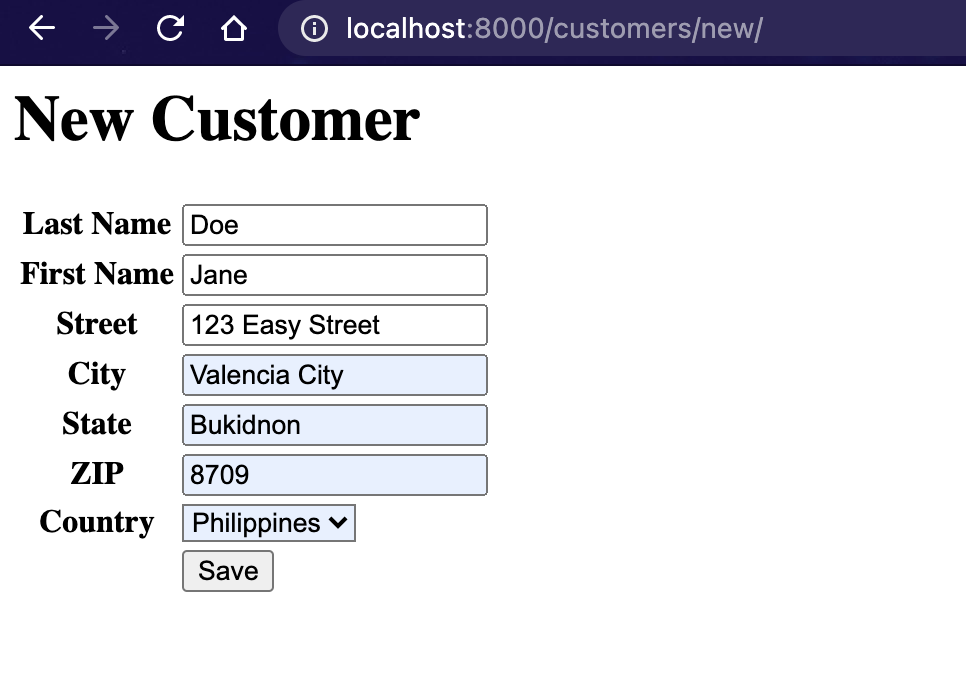 localhost:8000/customers/new/
New Customer
Last Name Doe
First Name Jane
Street 123 Easy Street
City Valencia City
State Bukidnon
ZIP 8709
Country Philippines
Save